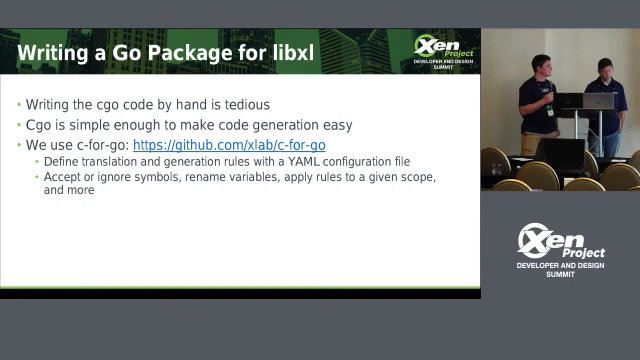 Writing a Go Package for libxl
Xen
Project
DEVELOPER AND DESIGN
SUMMIT
• Writing the cgo code by hand is tedious
• Cgo is simple enough to make code generation easy
• We use c-for-go: https://github.com/xlab/c-for-go
• Define translation and generation rules with a YAML configuration file
• Accept or ignore symbols, rename variables, apply rules to a given scope,
and more
Xen
Project
DEVELOPER AND DESIGN
SUMMIT